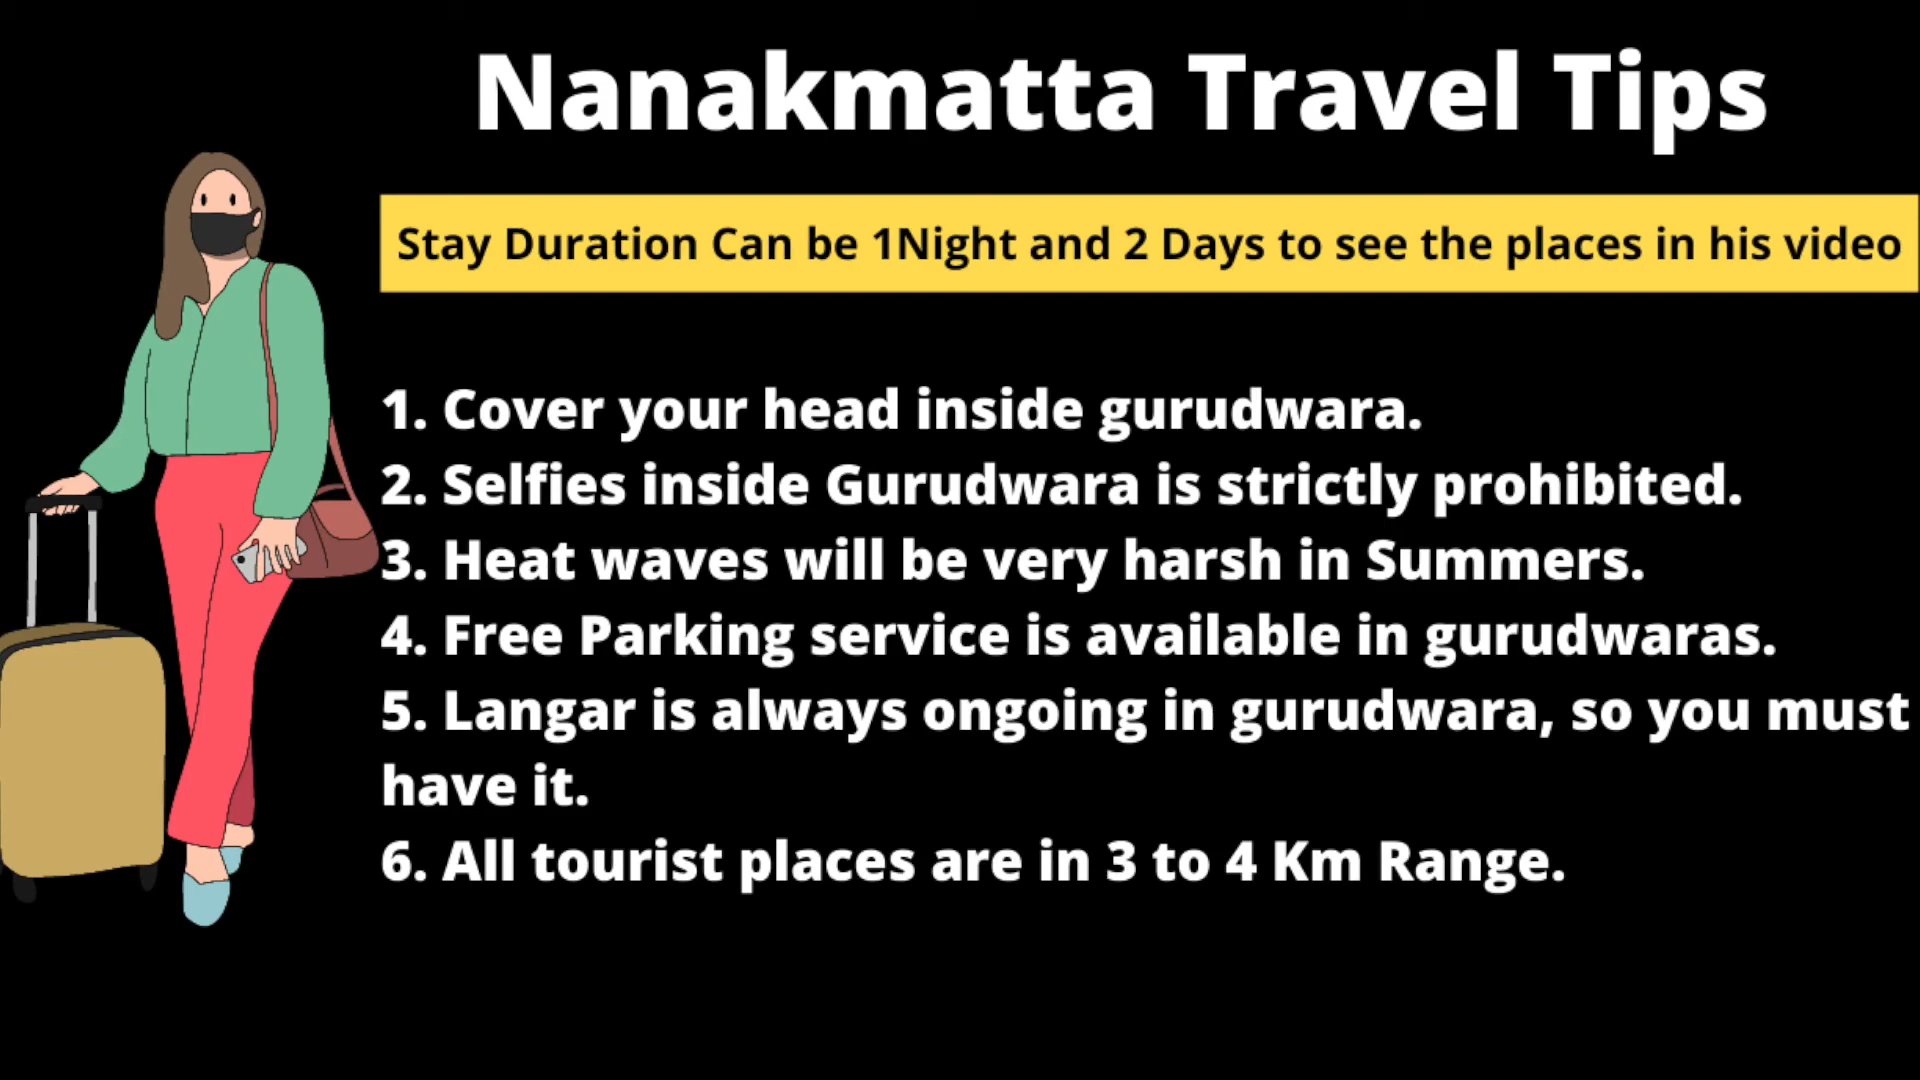 Nanakmatta Travel Tips
Stay Duration Can be 1Night and 2 Days to see the places in his video
1. Cover your head inside gurudwara.
2. Selfies inside Gurudwara is strictly prohibited.
3. Heat waves will be very harsh in Summers.
4. Free Parking service is available in gurudwaras.
5. Langar is always ongoing in gurudwara, so you must
have it.
6. All tourist places are in 3 to 4 Km Range.